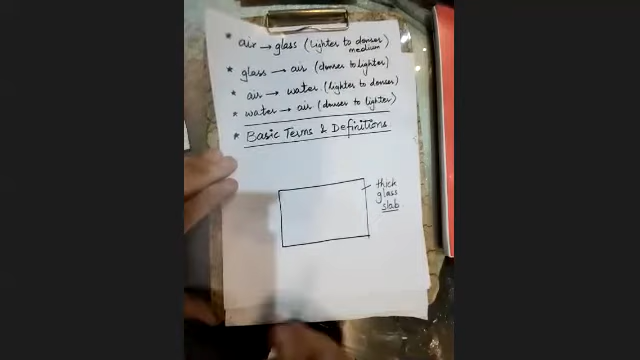 * air → glass (lighter to denser medium)
* glass → air (denser to lighter)
* air → water (lighter to denser)
* water → air (denser to lighter)
* Basic Terms & Definitions
thick
glass
slab